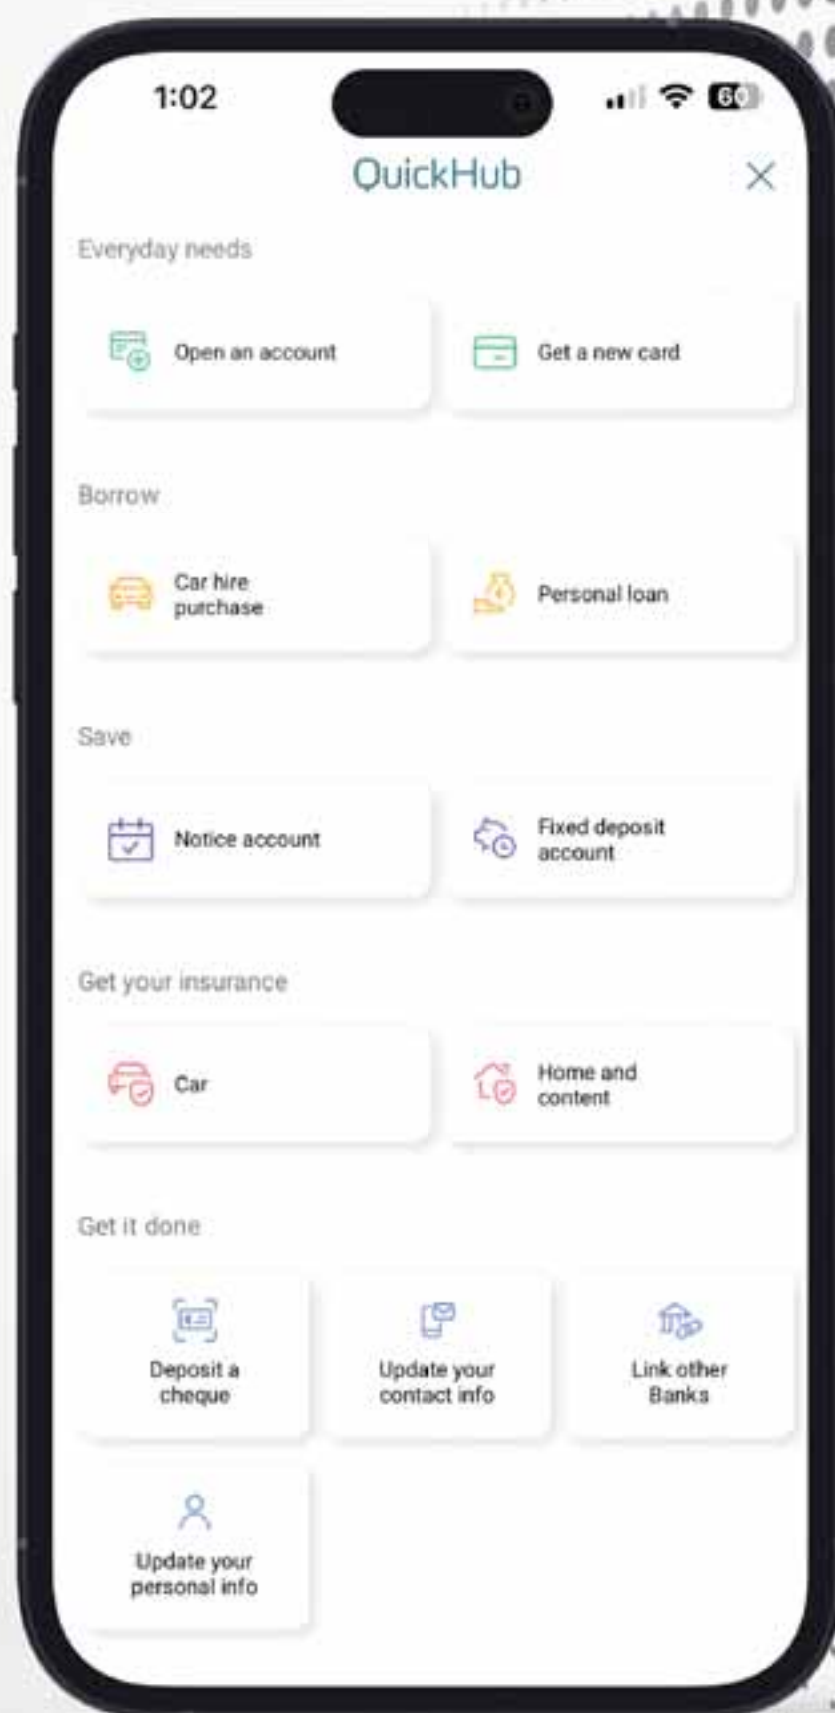 1:02
60
QuickHub
Everyday needs
Open an account
Get a new card
Borrow
Car hire
purchase
Personal loan
Save
Notice account
Fixed deposit
account
Get your insurance
Car
Home and
content
Get it done
Deposit a
cheque
Update your
contact info
Link other
Banks
Update your
personal info